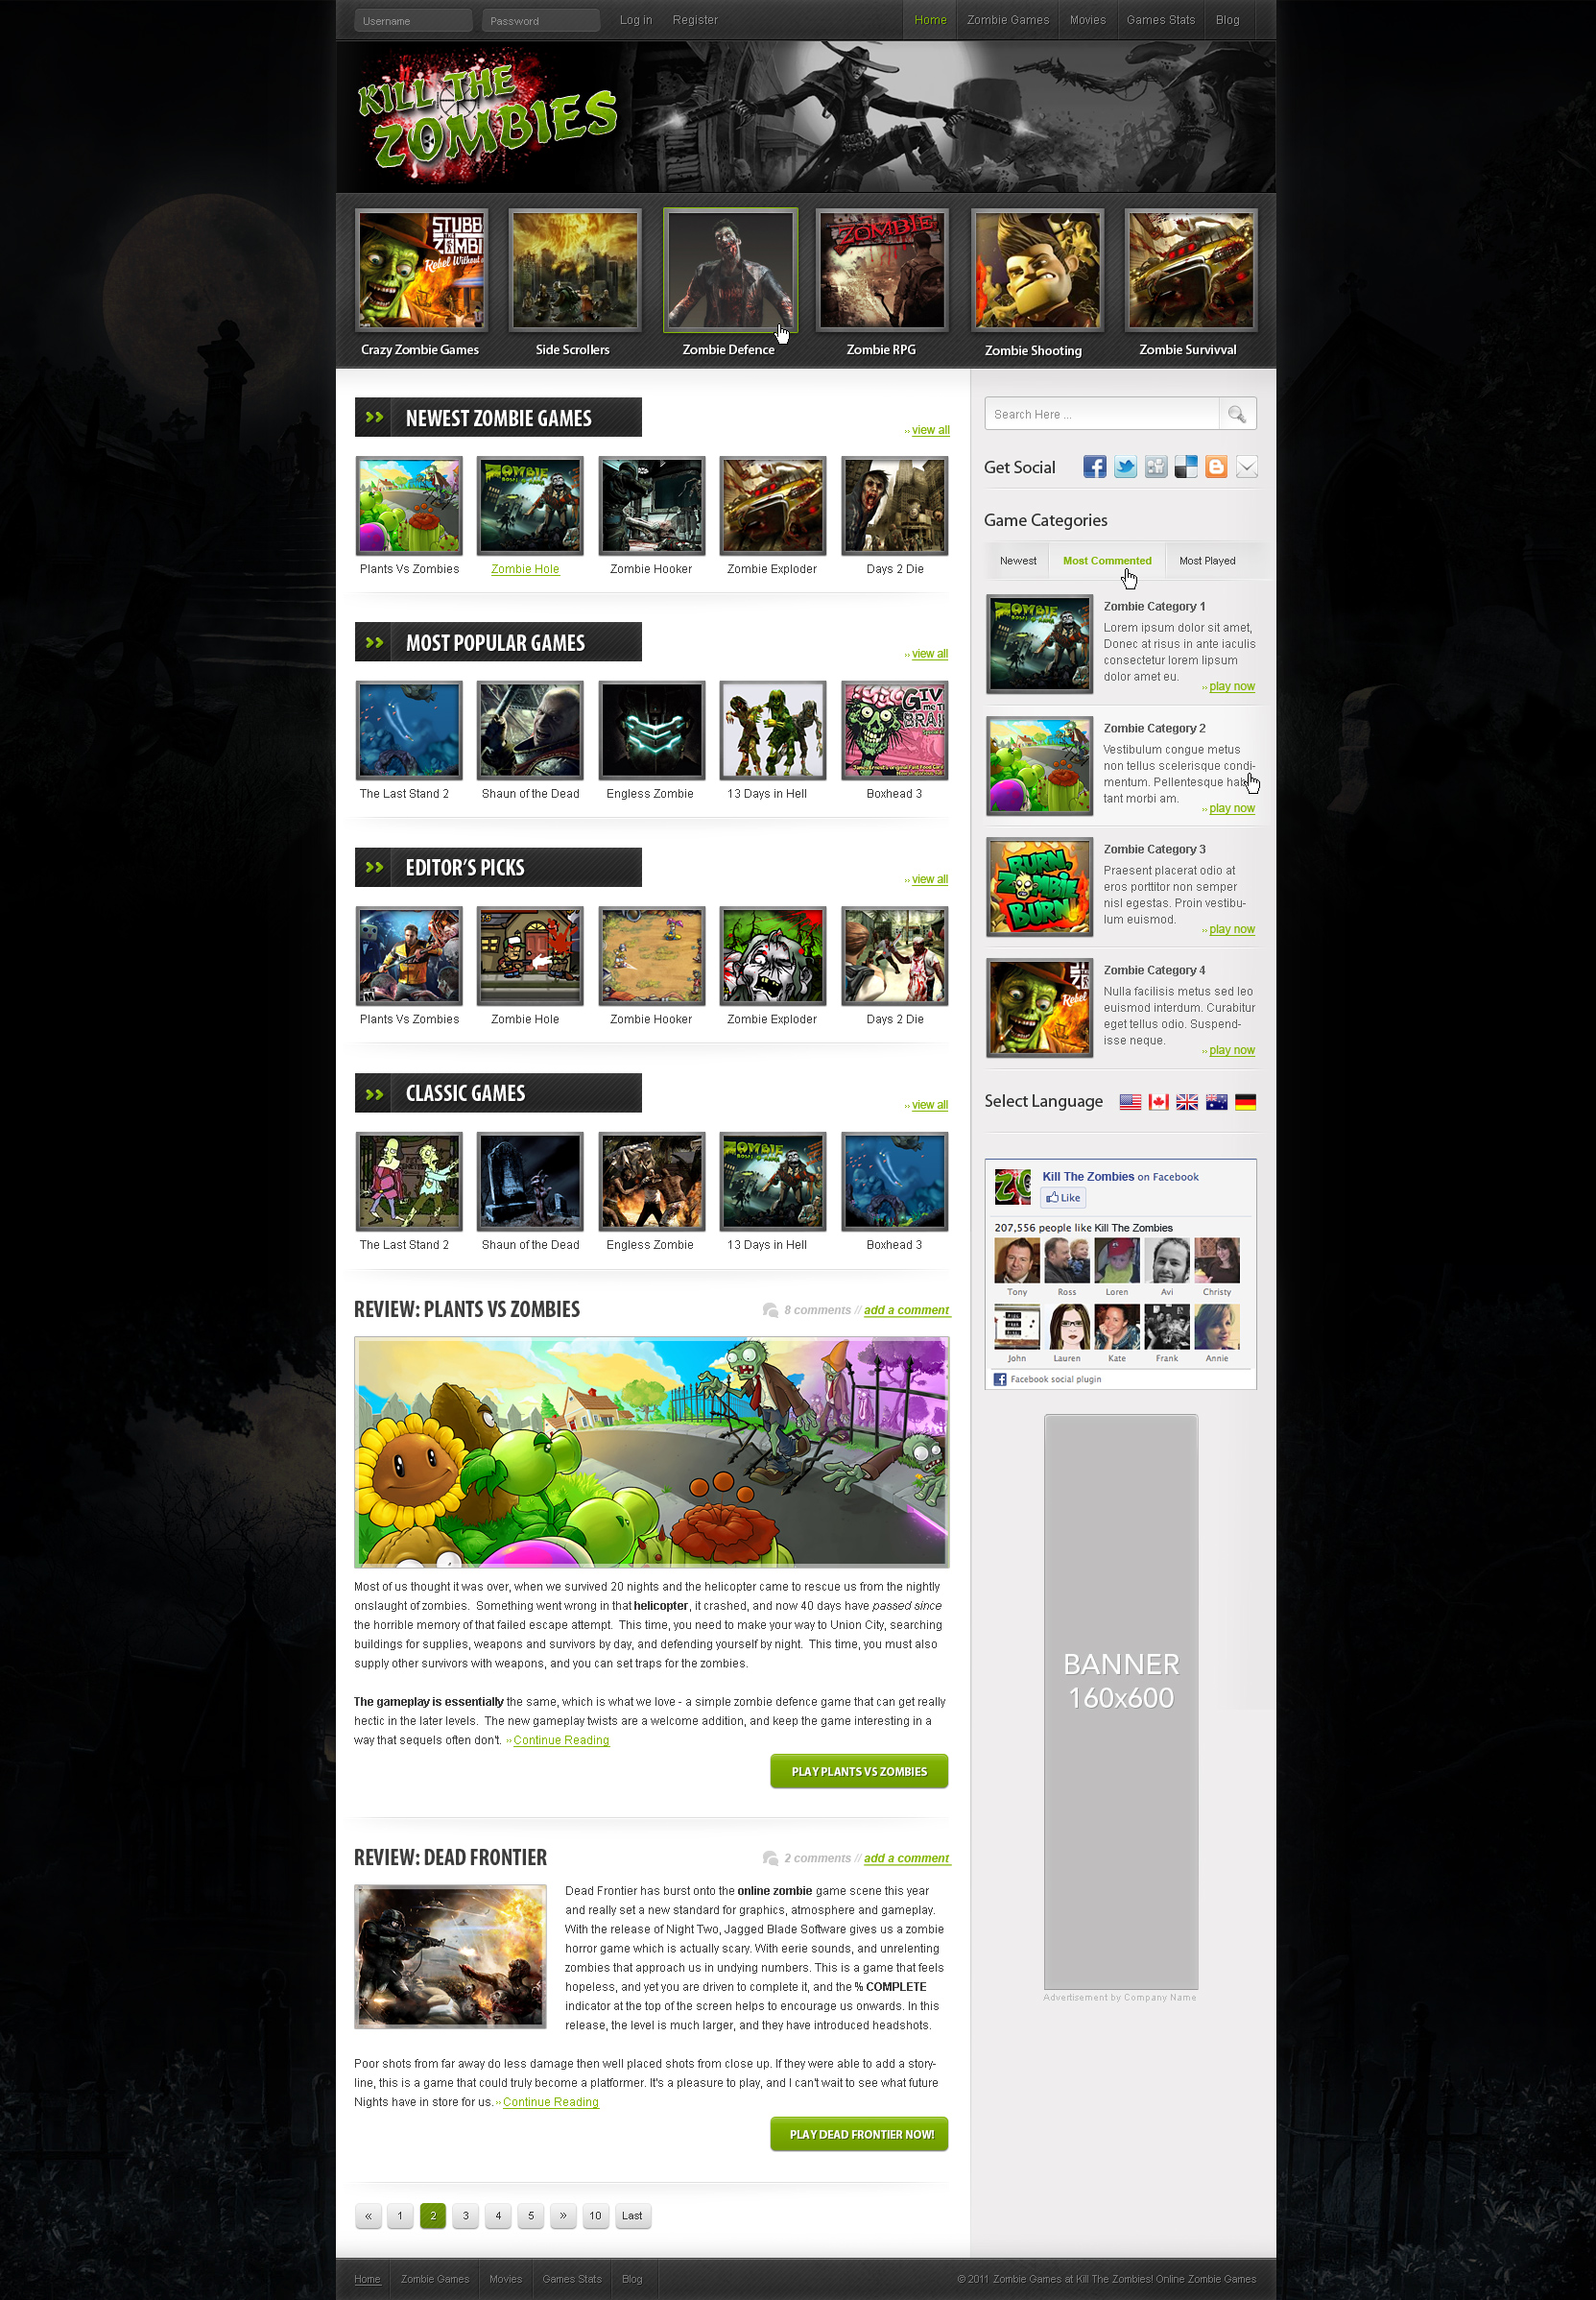 Username
Password
Log in
Register
Home
Zombie Games
Movies
Games Stats
Blog
KILL THE
ZOMBIES
STUBB
THE
ZOMBI
Rebel Without
ZOMBIE
Crazy Zombie Games
Side Scrollers
Zombie Defence
Zombie RPG
Zombie Shooting
Zombie Survivval
NEWEST ZOMBIE GAMES
›› view all
ZOMBIE
Plants Vs Zombies
Zombie Hole
Zombie Hooker
Zombie Exploder
Days 2 Die
MOST POPULAR GAMES
›› view all
GIV
me T
BRAI
The Last Stand 2
Shaun of the Dead
Engless Zombie
13 Days in Hell
Boxhead 3
EDITOR'S PICKS
›› view all
Plants Vs Zombies
Zombie Hole
Zombie Hooker
Zombie Exploder
Days 2 Die
CLASSIC GAMES
›› view all
ZOMBIE
The Last Stand 2
Shaun of the Dead
Engless Zombie
13 Days in Hell
Boxhead 3
REVIEW: PLANTS VS ZOMBIES
8 comments // add a comment
Most of us thought it was over, when we survived 20 nights and the helicopter came to rescue us from the nightly
onslaught of zombies. Something went wrong in that helicopter, it crashed, and now 40 days have passed since
the horrible memory of that failed escape attempt. This time, you need to make your way to Union City, searching
buildings for supplies, weapons and survivors by day, and defending yourself by night. This time, you must also
supply other survivors with weapons, and you can set traps for the zombies.
The gameplay is essentially the same, which is what we love - a simple zombie defence game that can get really
hectic in the later levels. The new gameplay twists are a welcome addition, and keep the game interesting in a
way that sequels often don't. ›› Continue Reading
PLAY PLANTS VS ZOMBIES
REVIEW: DEAD FRONTIER
2 comments // add a comment
Dead Frontier has burst onto the online zombie game scene this year
and really set a new standard for graphics, atmosphere and gameplay.
With the release of Night Two, Jagged Blade Software gives us a zombie
horror game which is actually scary. With eerie sounds, and unrelenting
zombies that approach us in undying numbers. This is a game that feels
hopeless, and yet you are driven to complete it, and the % COMPLETE
indicator at the top of the screen helps to encourage us onwards. In this
release, the level is much larger, and they have introduced headshots.
Poor shots from far away do less damage then well placed shots from close up. If they were able to add a story-
line, this is a game that could truly become a platformer. It's a pleasure to play, and I can't wait to see what future
Nights have in store for us. ›› Continue Reading
PLAY DEAD FRONTIER NOW!
« 1 2 3 4 5 » 10 Last
Search Here ...
Get Social
Game Categories
Newest
Most Commented
Most Played
ZOMBIE
Zombie Category 1
Lorem ipsum dolor sit amet,
Donec at risus in ante iaculis
consectetur lorem lipsum
dolor amet eu.
›› play now
Zombie Category 2
Vestibulum congue metus
non tellus scelerisque condi-
mentum. Pellentesque hab
tant morbi am.
›› play now
BURN,
ZOMBIE
BURN
Zombie Category 3
Praesent placerat odio at
eros porttitor non semper
nisl egestas. Proin vestibu-
lum euismod.
›› play now
Rebel
Zombie Category 4
Nulla facilisis metus sed leo
euismod interdum. Curabitur
eget tellus odio. Suspend-
isse neque.
›› play now
Select Language
Kill The Zombies on Facebook
Like
207,556 people like Kill The Zombies
Tony
Ross
Loren
Avi
Christy
John
Lauren
Kate
Frank
Annie
Facebook social plugin
BANNER
160x600
Advertisement by Company Name
Home
Zombie Games
Movies
Games Stats
Blog
© 2011 Zombie Games at Kill The Zombies! Online Zombie Games